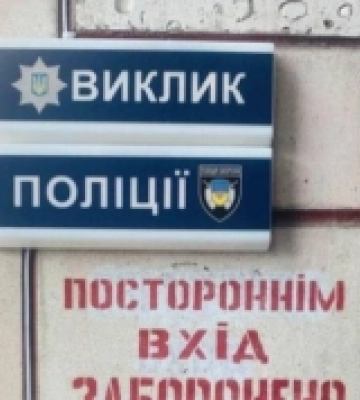 ВИКЛИК
ПОЛІЦІЇ
ПОСТОРОННІМ
ВХІД
ЗАБОРОНЕНО